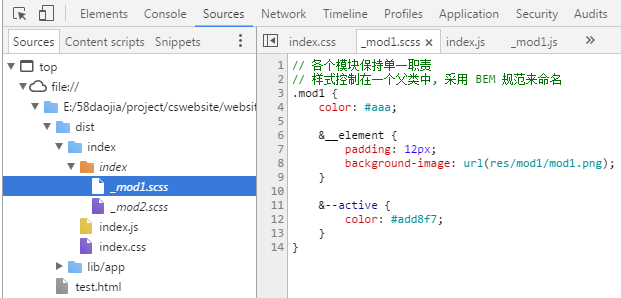 Elements Console Sources Network Timeline Profiles Application Security Audits
Sources Content scripts Snippets
index.css _mod1.scss × index.js _mod1.js
top
file://
E:/58daojia/project/cswebsite/websit
dist
index
index
_mod1.scss
_mod2.scss
index.js
index.css
lib/app
test.html
1 // 各个模块保持单一职责
2 // 样式控制在一个父类中, 采用 BEM 规范来命名
3 .mod1 {
4 color: #aaa;
5
6 &__element {
7 padding: 12px;
8 background-image: url(res/mod1/mod1.png);
9 }
10
11 &--active {
12 color: #add8f7;
13 }
14 }